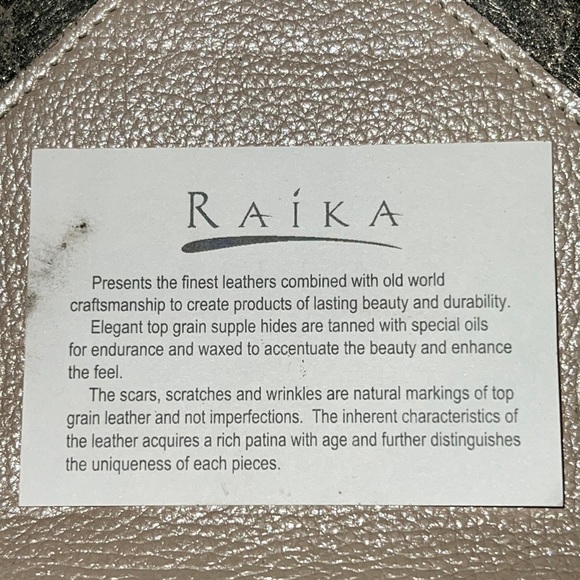 RAÍKA
Presents the finest leathers combined with old world
craftsmanship to create products of lasting beauty and durability.
Elegant top grain supple hides are tanned with special oils
for endurance and waxed to accentuate the beauty and enhance
the feel.
The scars, scratches and wrinkles are natural markings of top
grain leather and not imperfections. The inherent characteristics of
the leather acquires a rich patina with age and further distinguishes
the uniqueness of each pieces.